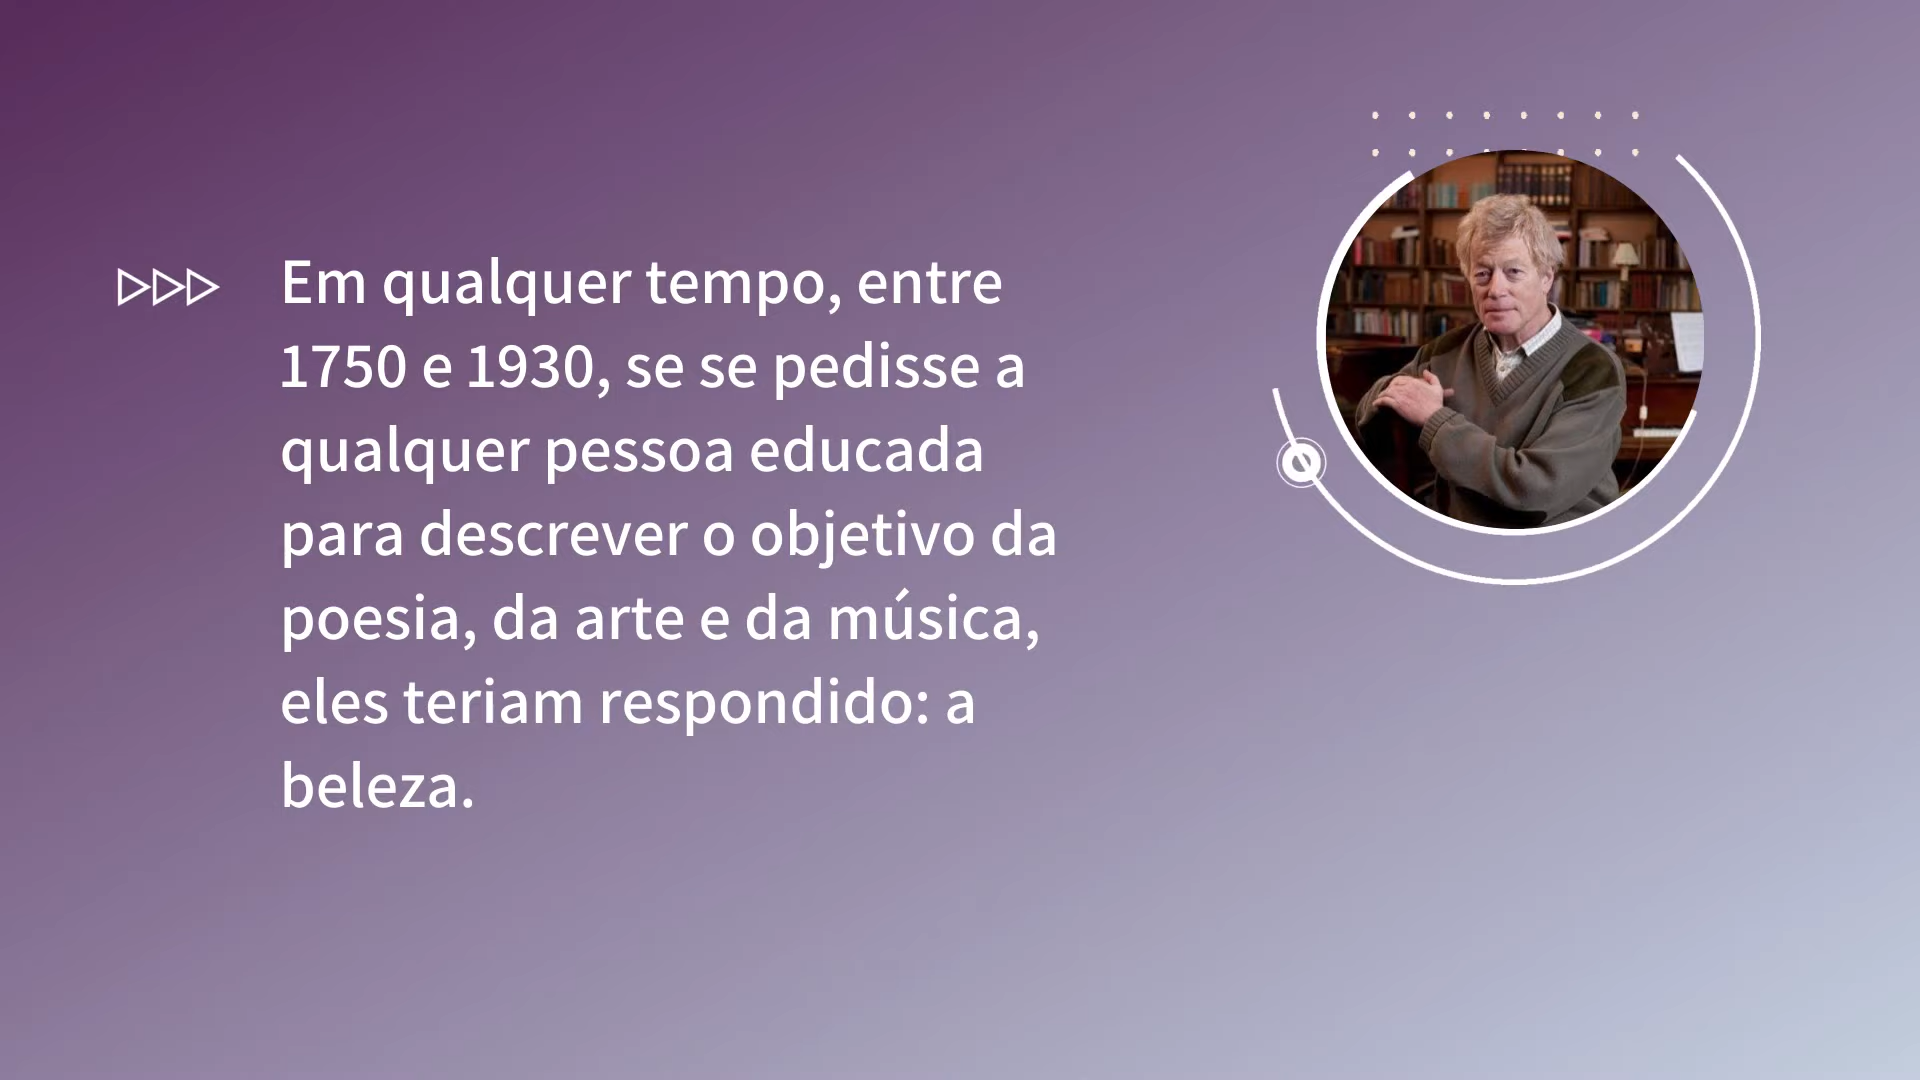 Em qualquer tempo, entre
1750 e 1930, se se pedisse a
qualquer pessoa educada
para descrever o objetivo da
poesia, da arte e da música,
eles teriam respondido: a
beleza.